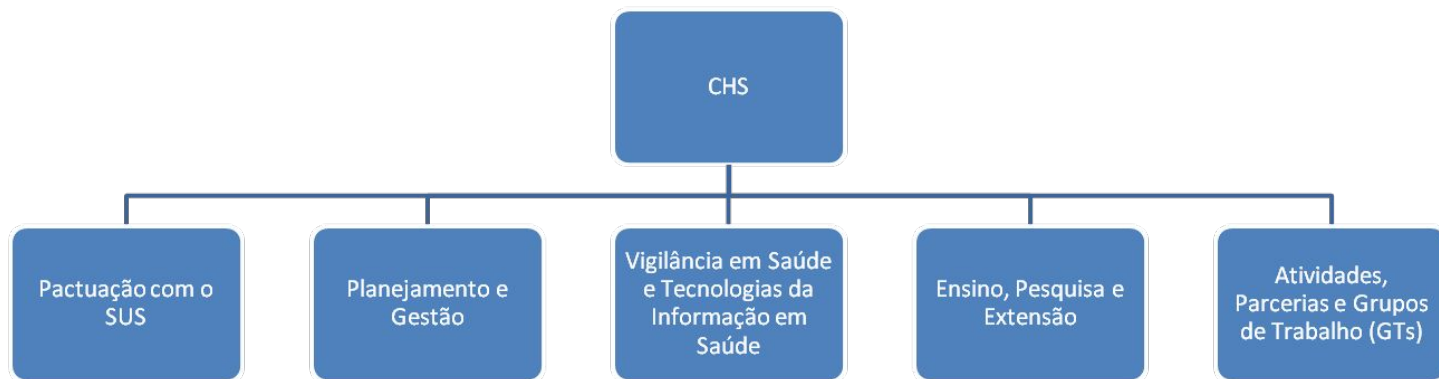 CHS
Pactuação com o
SUS
Planejamento e
Gestão
Vigilância em Saúde
e Tecnologias da
Informação em
Saúde
Ensino, Pesquisa e
Extensão
Atividades,
Parcerias e Grupos
de Trabalho (GTs)